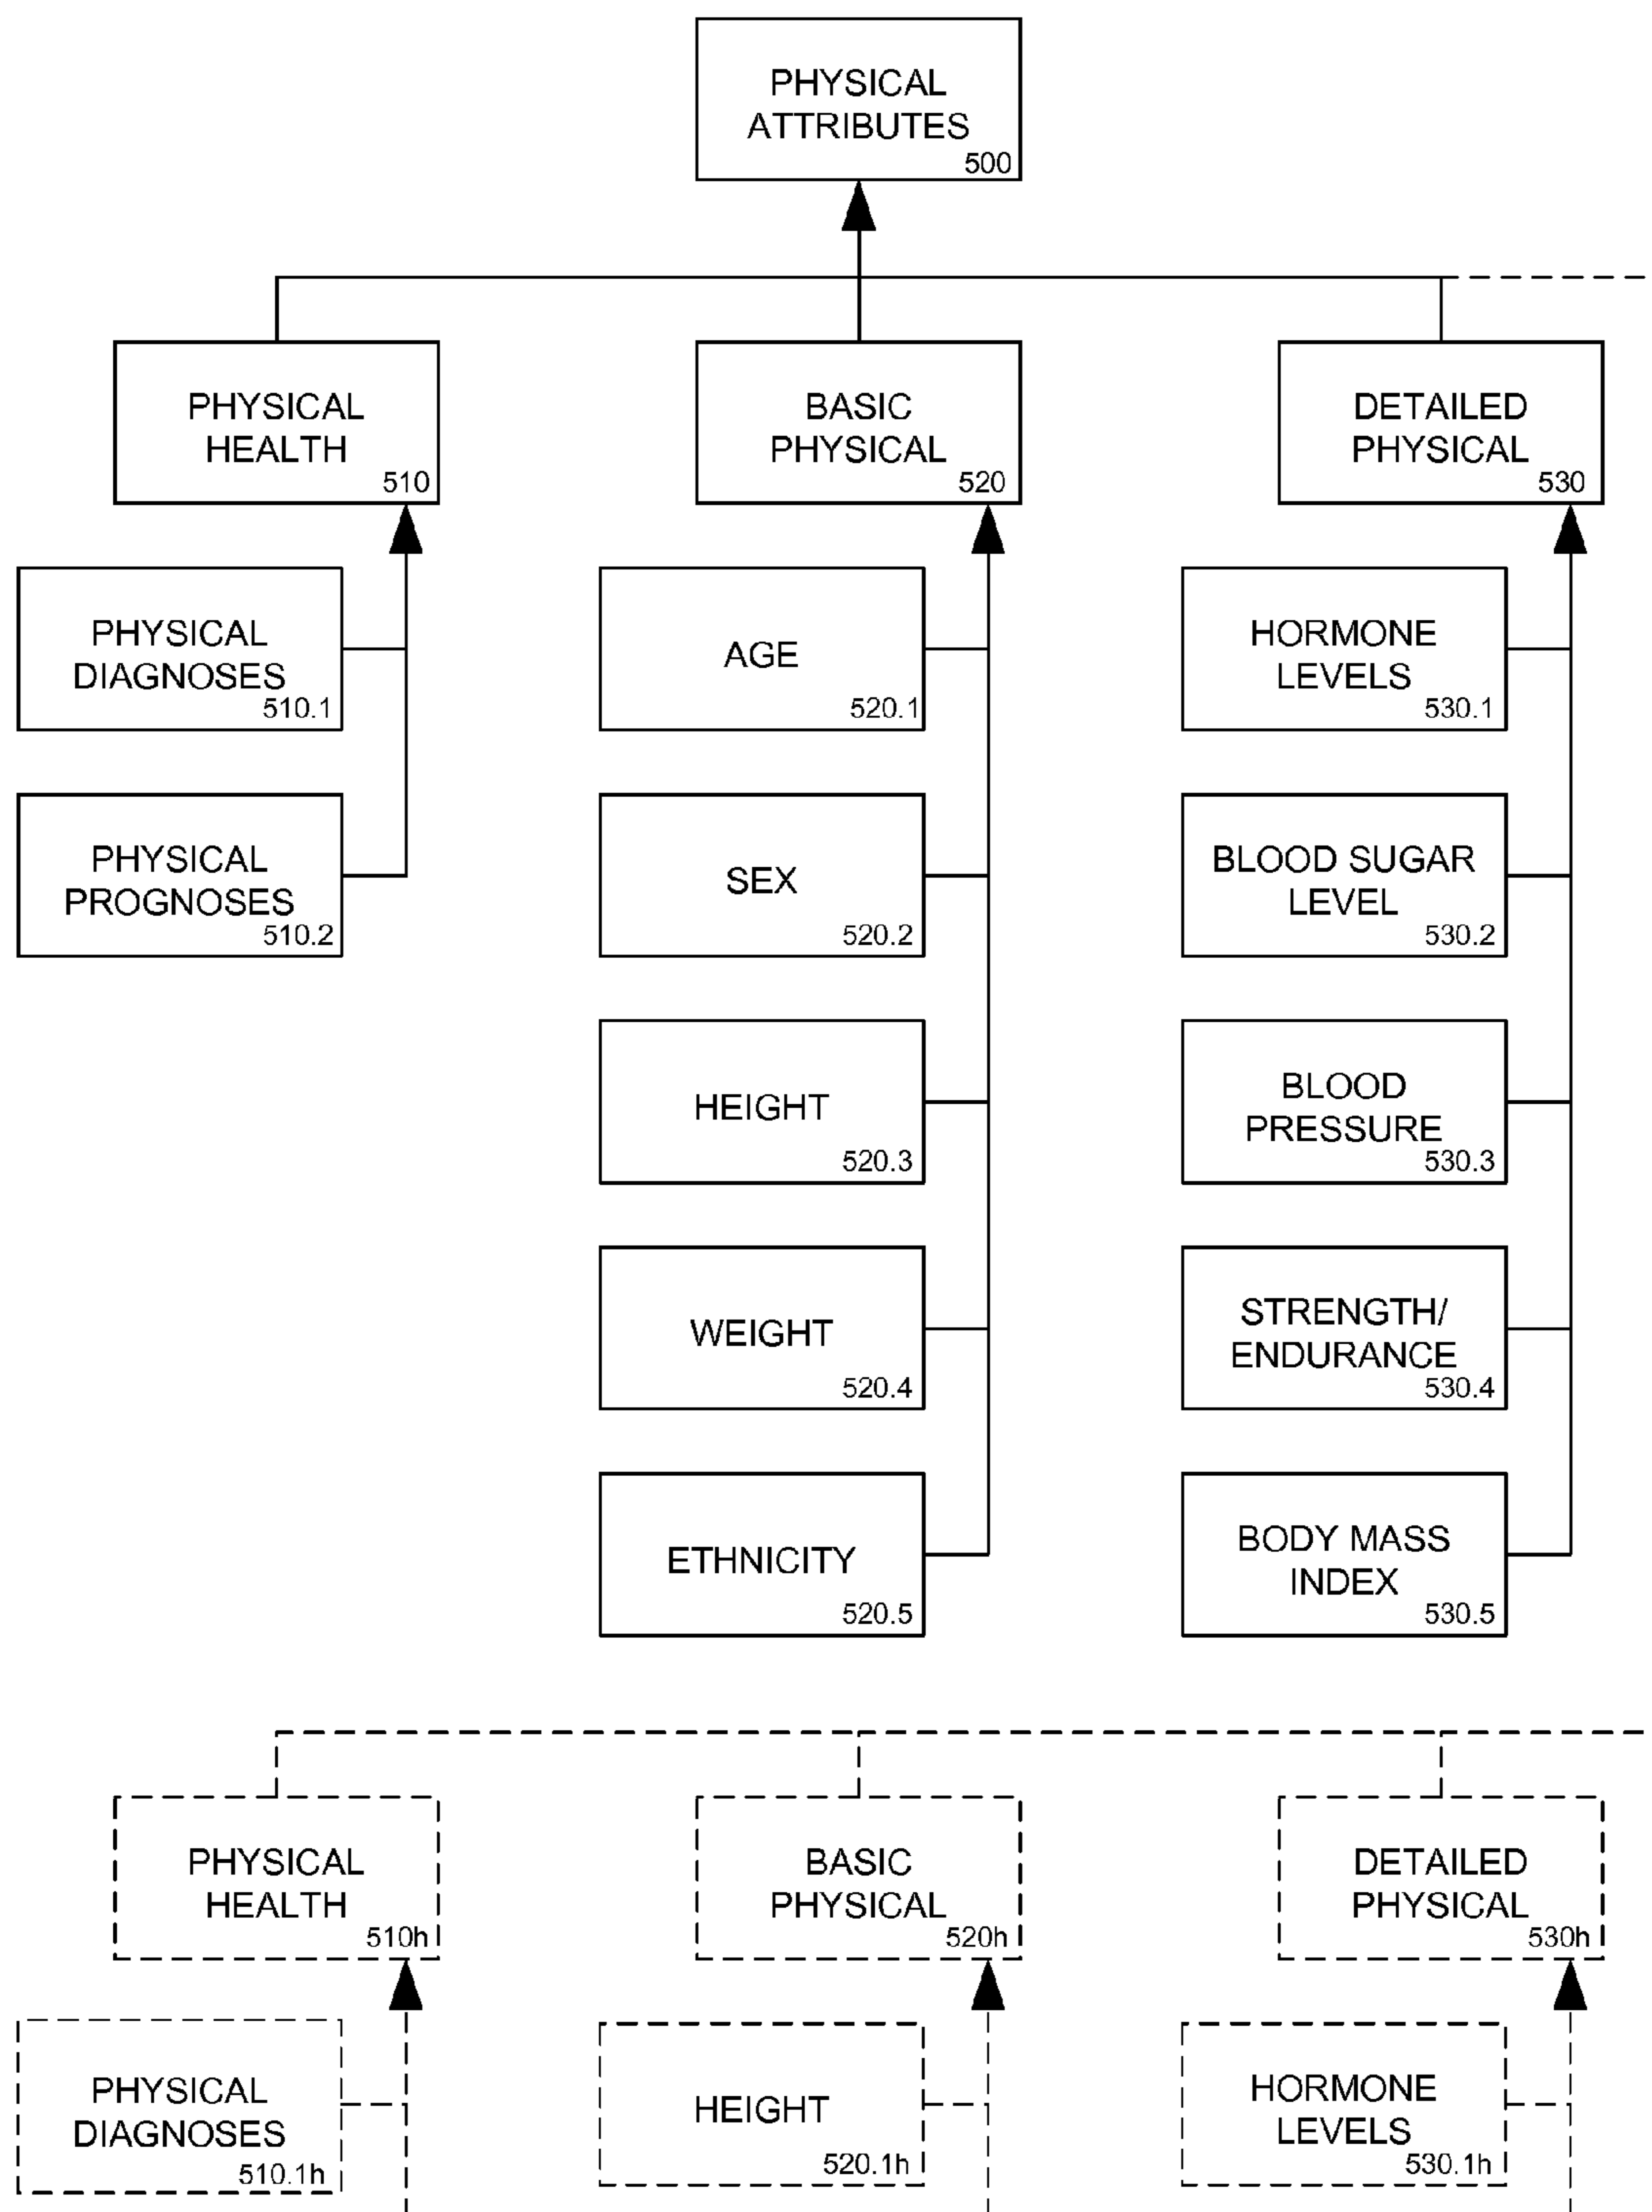 PHYSICAL
ATTRIBUTES
500
PHYSICAL
HEALTH
510
BASIC
PHYSICAL
520
DETAILED
PHYSICAL
530
PHYSICAL
DIAGNOSES
510.1
AGE
520.1
HORMONE
LEVELS
530.1
PHYSICAL
PROGNOSES
510.2
SEX
520.2
BLOOD SUGAR
LEVEL
530.2
HEIGHT
520.3
BLOOD
PRESSURE
530.3
WEIGHT
520.4
STRENGTH/
ENDURANCE
530.4
ETHNICITY
520.5
BODY MASS
INDEX
530.5
PHYSICAL
HEALTH
510h
BASIC
PHYSICAL
520h
DETAILED
PHYSICAL
530h
PHYSICAL
DIAGNOSES
510.1h
HEIGHT
520.1h
HORMONE
LEVELS
530.1h